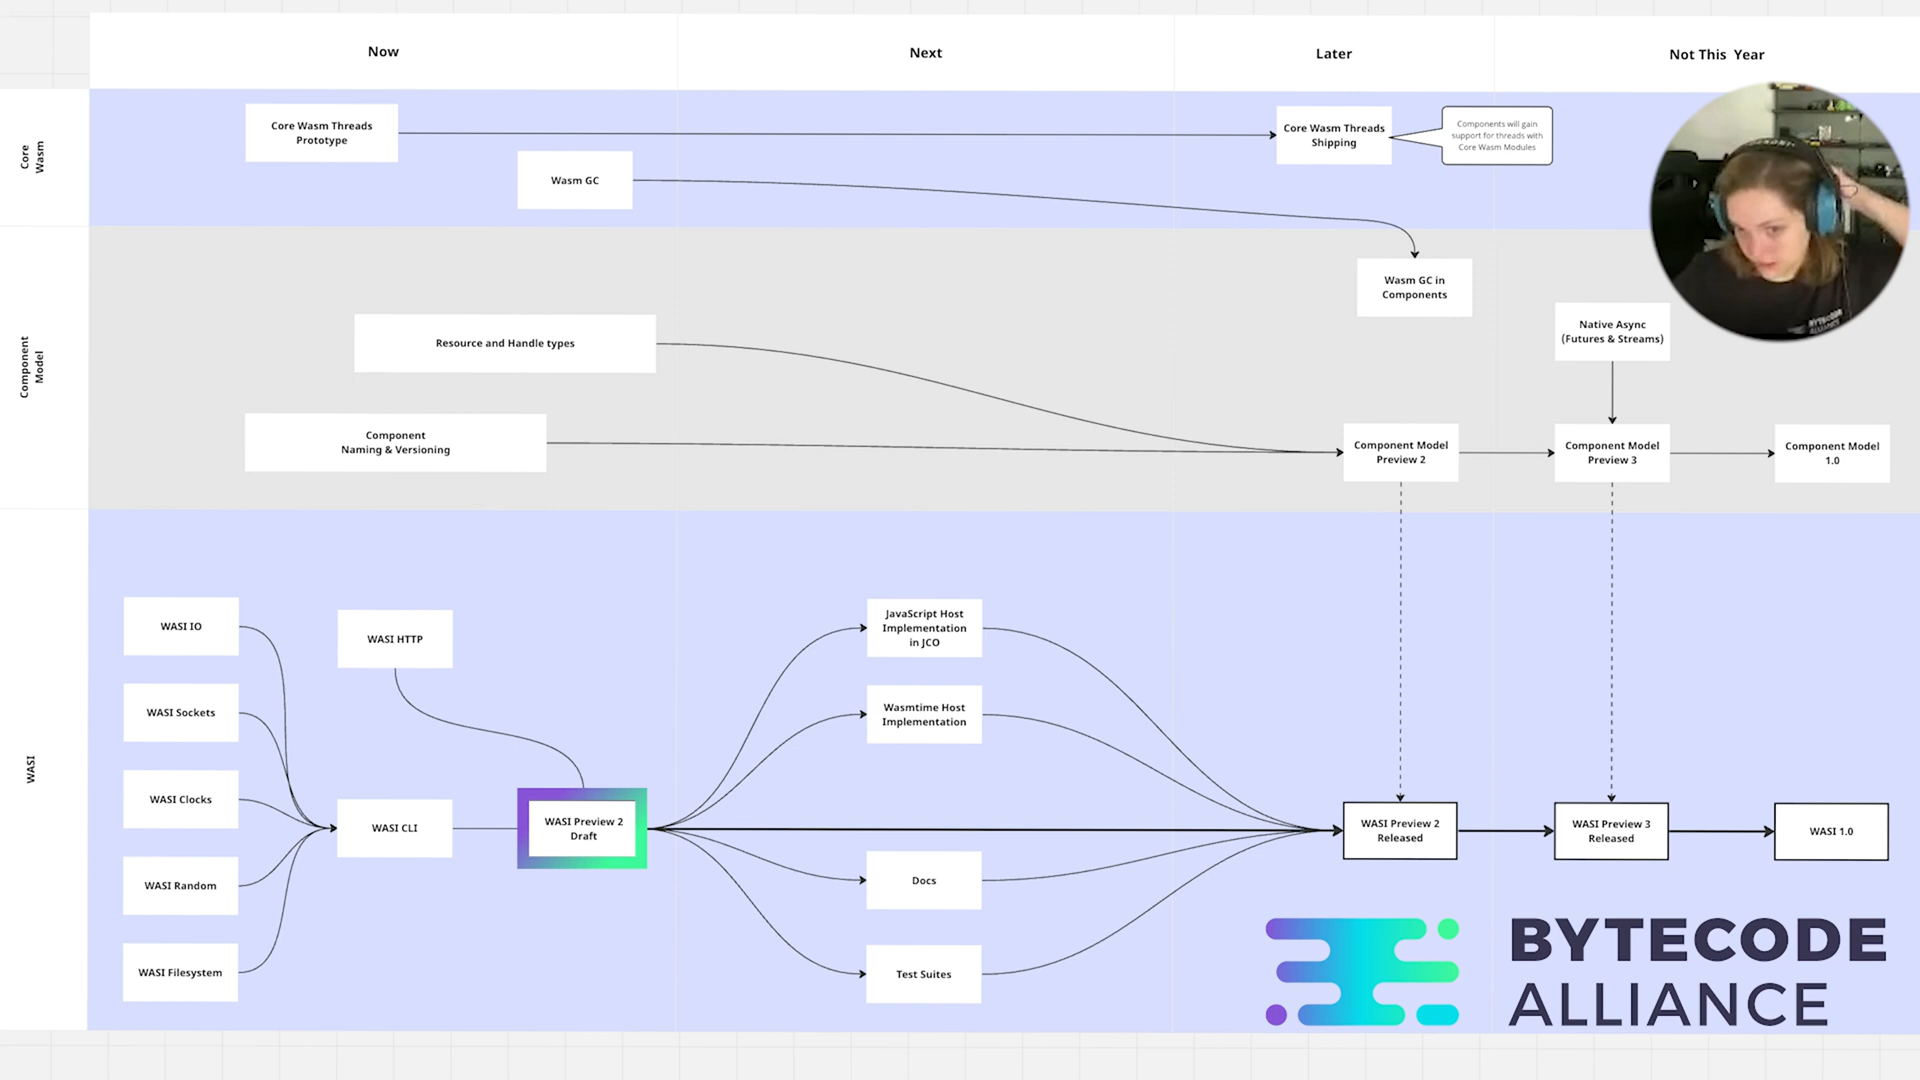 Now
Next
Later
Not This Year
Core
Wasm
Core Wasm Threads
Prototype
Core Wasm Threads
Shipping
Components will gain
support for threads with
Core Wasm Modules
Wasm GC
Wasm GC in
Components
Component
Model
Resource and Handle types
Native Async
(Futures & Streams)
Component
Naming & Versioning
Component Model
Preview 2
Component Model
Preview 3
Component Model
1.0
WASI
WASI IO
WASI HTTP
JavaScript Host
Implementation
in JCO
WASI Sockets
Wasmtime Host
Implementation
WASI Clocks
WASI CLI
WASI Preview 2
Draft
WASI Preview 2
Released
WASI Preview 3
Released
WASI 1.0
WASI Random
Docs
WASI Filesystem
Test Suites
BYTECODE
ALLIANCE
BYTECODE
ALLIANCE